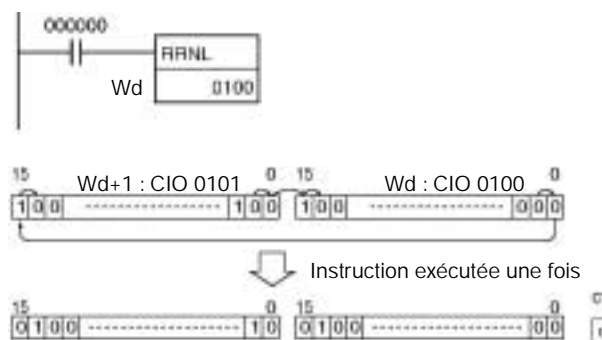 000000
RRNL
Wd 0100
15 Wd+1 : CIO 0101 0 15 Wd : CIO 0100 0
1 0 0 1 0 0 1 0 0 0 0 0
Instruction exécutée une fois
15 0 15 0
0 1 0 0 1 0 0 1 0 0 0 0